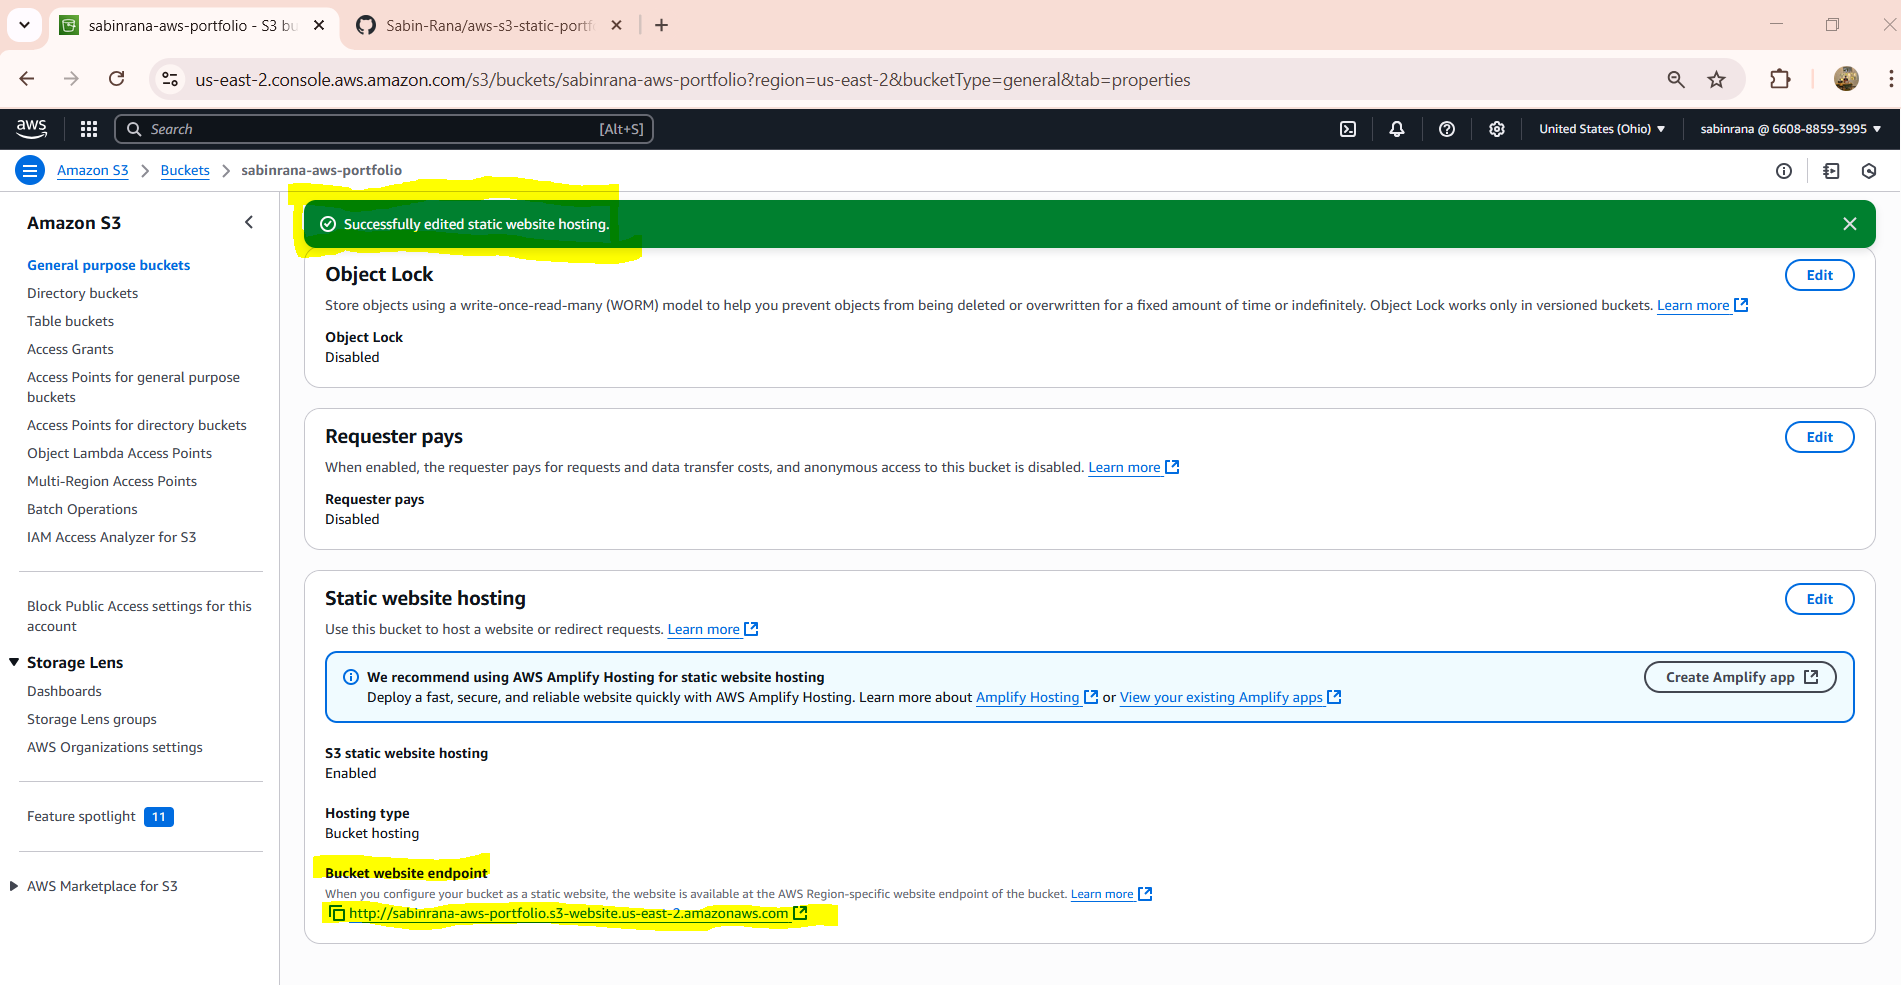 sabinrana-aws-portfolio - S3 bu
Sabin-Rana/aws-s3-static-portf
us-east-2.console.aws.amazon.com/s3/buckets/sabinrana-aws-portfolio?region=us-east-2&bucketType=general&tab=properties
aws
Search
[Alt+S]
United States (Ohio)
sabinrana @ 6608-8859-3995
Amazon S3
Buckets
sabinrana-aws-portfolio
Amazon S3
General purpose buckets
Directory buckets
Table buckets
Access Grants
Access Points for general purpose
buckets
Access Points for directory buckets
Object Lambda Access Points
Multi-Region Access Points
Batch Operations
IAM Access Analyzer for S3
Block Public Access settings for this
account
Storage Lens
Dashboards
Storage Lens groups
AWS Organizations settings
Feature spotlight 11
AWS Marketplace for S3
Successfully edited static website hosting.
Object Lock
Edit
Store objects using a write-once-read-many (WORM) model to help you prevent objects from being deleted or overwritten for a fixed amount of time or indefinitely. Object Lock works only in versioned buckets. Learn more
Object Lock
Disabled
Requester pays
Edit
When enabled, the requester pays for requests and data transfer costs, and anonymous access to this bucket is disabled. Learn more
Requester pays
Disabled
Static website hosting
Edit
Use this bucket to host a website or redirect requests. Learn more
We recommend using AWS Amplify Hosting for static website hosting
Deploy a fast, secure, and reliable website quickly with AWS Amplify Hosting. Learn more about Amplify Hosting or View your existing Amplify apps
Create Amplify app
S3 static website hosting
Enabled
Hosting type
Bucket hosting
Bucket website endpoint
When you configure your bucket as a static website, the website is available at the AWS Region-specific website endpoint of the bucket. Learn more
http://sabinrana-aws-portfolio.s3-website.us-east-2.amazonaws.com